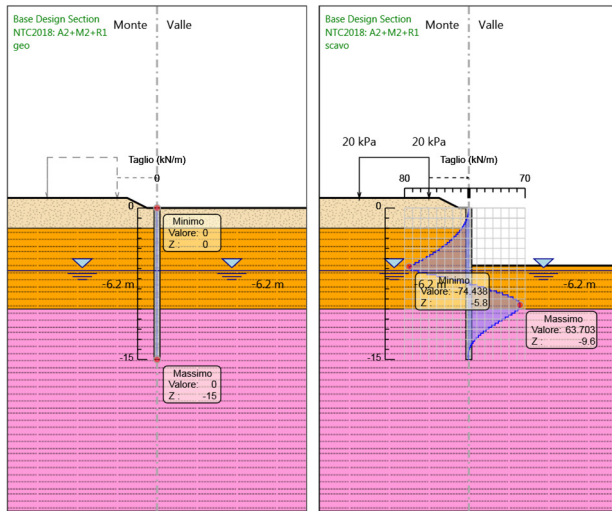 Base Design Section
NTC2018: A2+M2+R1
geo
Monte
Valle
Taglio (kN/m)
0
0
Minimo
Valore: 0
Z : 0
-6.2 m
-6.2 m
-15
Massimo
Valore: 0
Z : -15
Base Design Section
NTC2018: A2+M2+R1
scavo
Monte
Valle
20 kPa
20 kPa
Taglio (kN/m)
80
70
0
-6.2 m
-6.2 m
Minimo
Valore: -74.438
Z : -5.8
Massimo
Valore: 63.703
Z : -9.6
-15